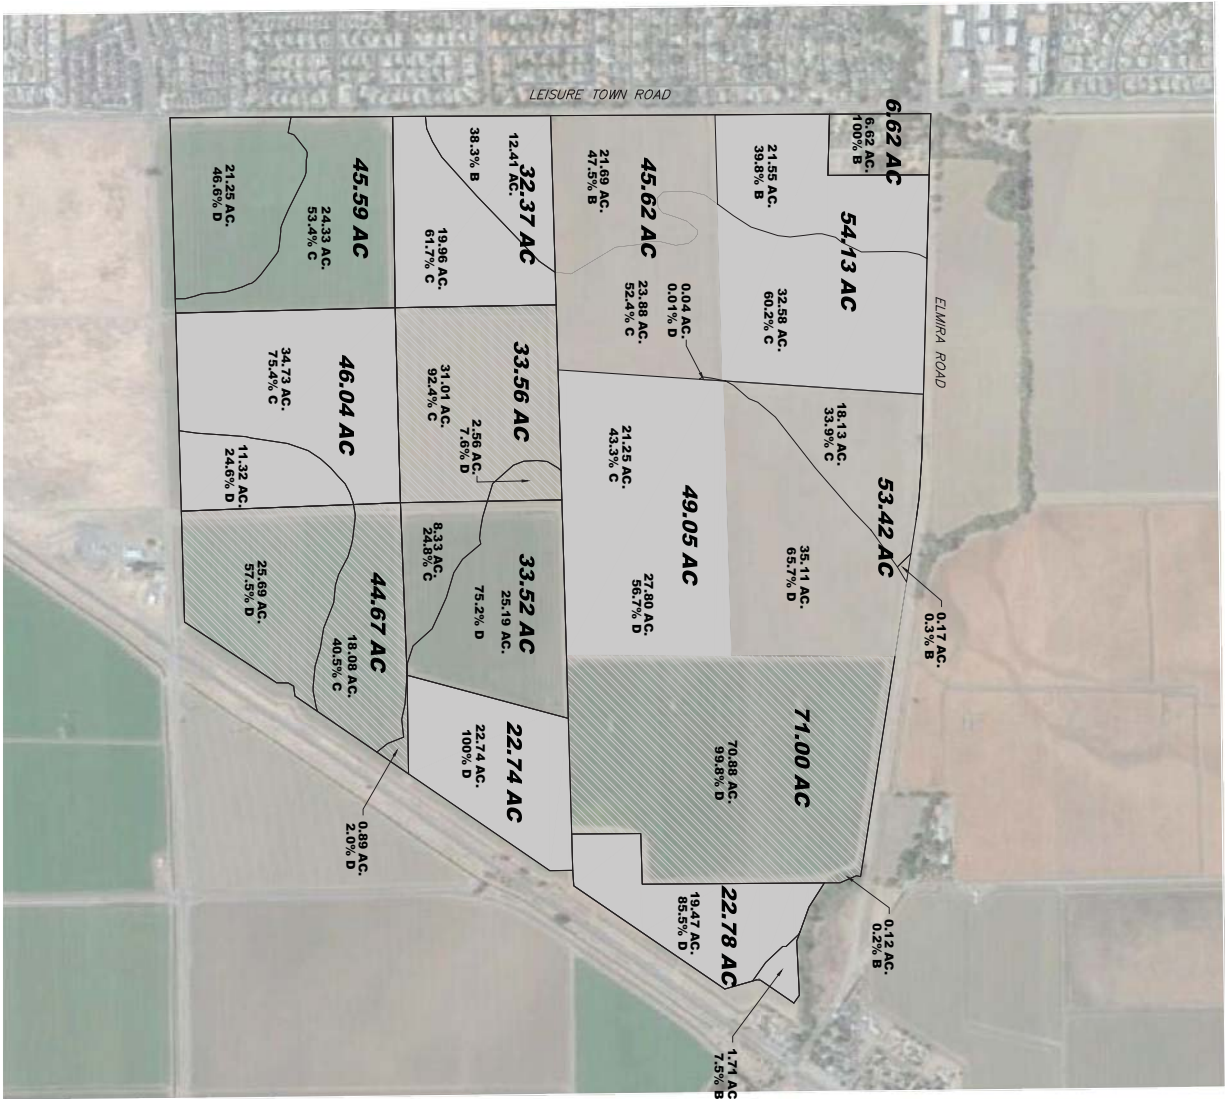 LEISURE TOWN ROAD
ELMIRA ROAD
6.62 AC
6.62 AC.
100% B
54.13 AC
21.55 AC.
39.8% B
32.58 AC.
60.2% C
45.62 AC
21.69 AC.
47.5% B
23.88 AC.
52.4% C
0.04 AC.
0.01% D
32.37 AC
12.41 AC.
38.3% B
19.96 AC.
61.7% C
45.59 AC
24.33 AC.
53.4% C
21.25 AC.
46.6% D
53.42 AC
18.13 AC.
33.9% C
35.11 AC.
65.7% D
0.17 AC.
0.3% B
49.05 AC
21.25 AC.
43.3% C
27.80 AC.
56.7% D
33.56 AC
31.01 AC.
92.4% C
2.56 AC.
7.6% D
46.04 AC
34.73 AC.
75.4% C
11.32 AC.
24.6% D
33.52 AC
25.19 AC.
75.2% D
8.33 AC.
24.8% C
44.67 AC
18.08 AC.
40.5% C
25.69 AC.
57.5% D
0.89 AC.
2.0% D
71.00 AC
70.88 AC.
99.8% D
0.12 AC.
0.2% B
22.74 AC
22.74 AC.
100% D
22.78 AC
19.47 AC.
85.5% D
1.71 AC
7.5% B